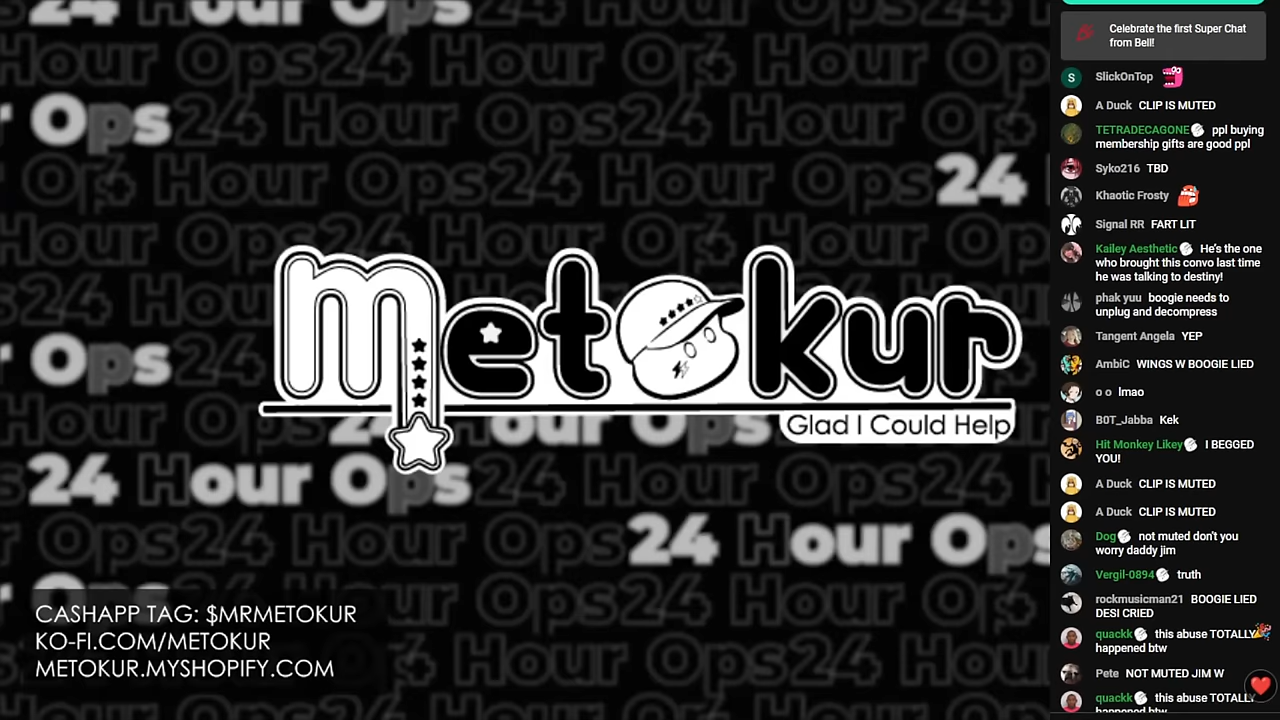 24 Hour Ops
Metokur
Glad I Could Help
CASHAPP TAG: $MRMETOKUR
KO-FI.COM/METOKUR
METOKUR.MYSHOPIFY.COM
Celebrate the first Super Chat
from Bell!
S SlickOnTop
A Duck CLIP IS MUTED
TETRADECAGONE ppl buying
membership gifts are good ppl
Syko216 TBD
Khaotic Frosty
Signal RR FART LIT
Kailey Aesthetic He's the one
who brought this convo last time
he was talking to destiny!
phak yuu boogie needs to
unplug and decompress
Tangent Angela YEP
AmbiC WINGS W BOOGIE LIED
o o lmao
B0T_Jabba Kek
Hit Monkey Likey I BEGGED
YOU!
A Duck CLIP IS MUTED
A Duck CLIP IS MUTED
Dog not muted don't you
worry daddy jim
Vergil-0894 truth
rockmusicman21 BOOGIE LIED
DESI CRIED
quackk this abuse TOTALLY
happened btw
Pete NOT MUTED JIM W
quackk this abuse TOTALLY
happened btw